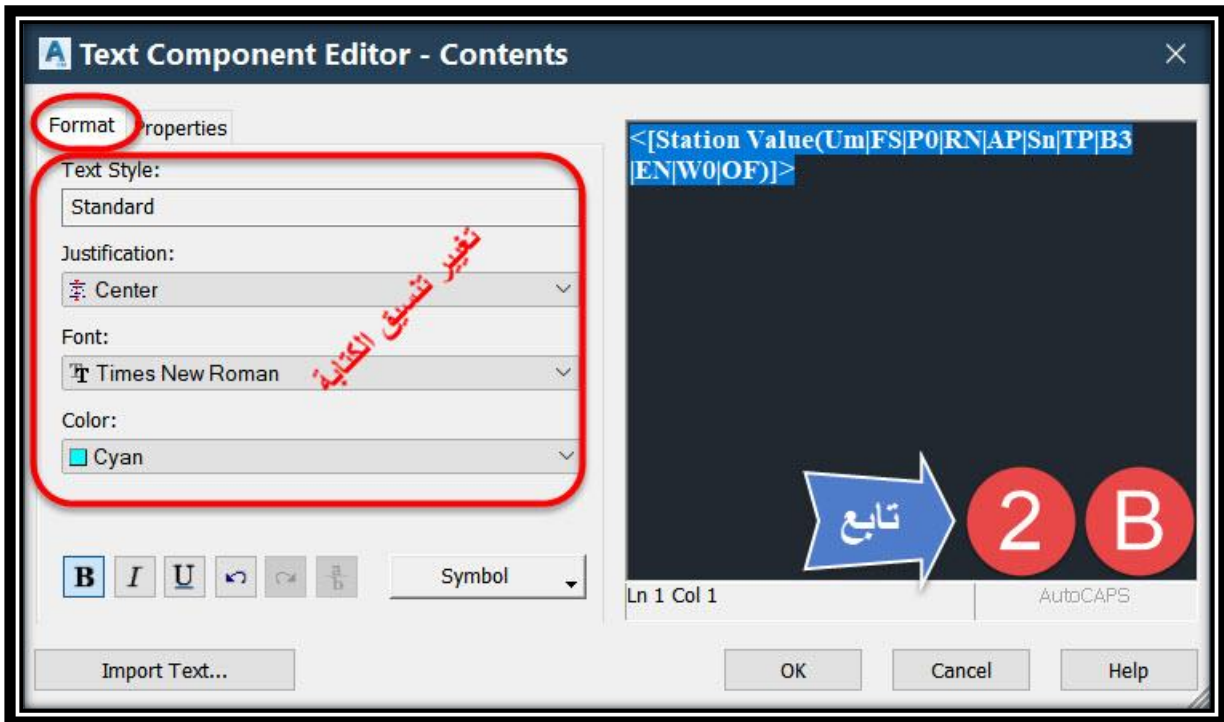 Text Component Editor - Contents
Format
Properties
Text Style:
Standard
Justification:
Center
Font:
Times New Roman
Color:
Cyan
تغيير تنسيق الكتابة
B I U
a
b
Symbol
<[Station Value(Um|FS|P0|RN|AP|Sn|TP|B3
|EN|W0|OF)]>
تابع
2 B
Ln 1 Col 1
AutoCAPS
Import Text...
OK
Cancel
Help